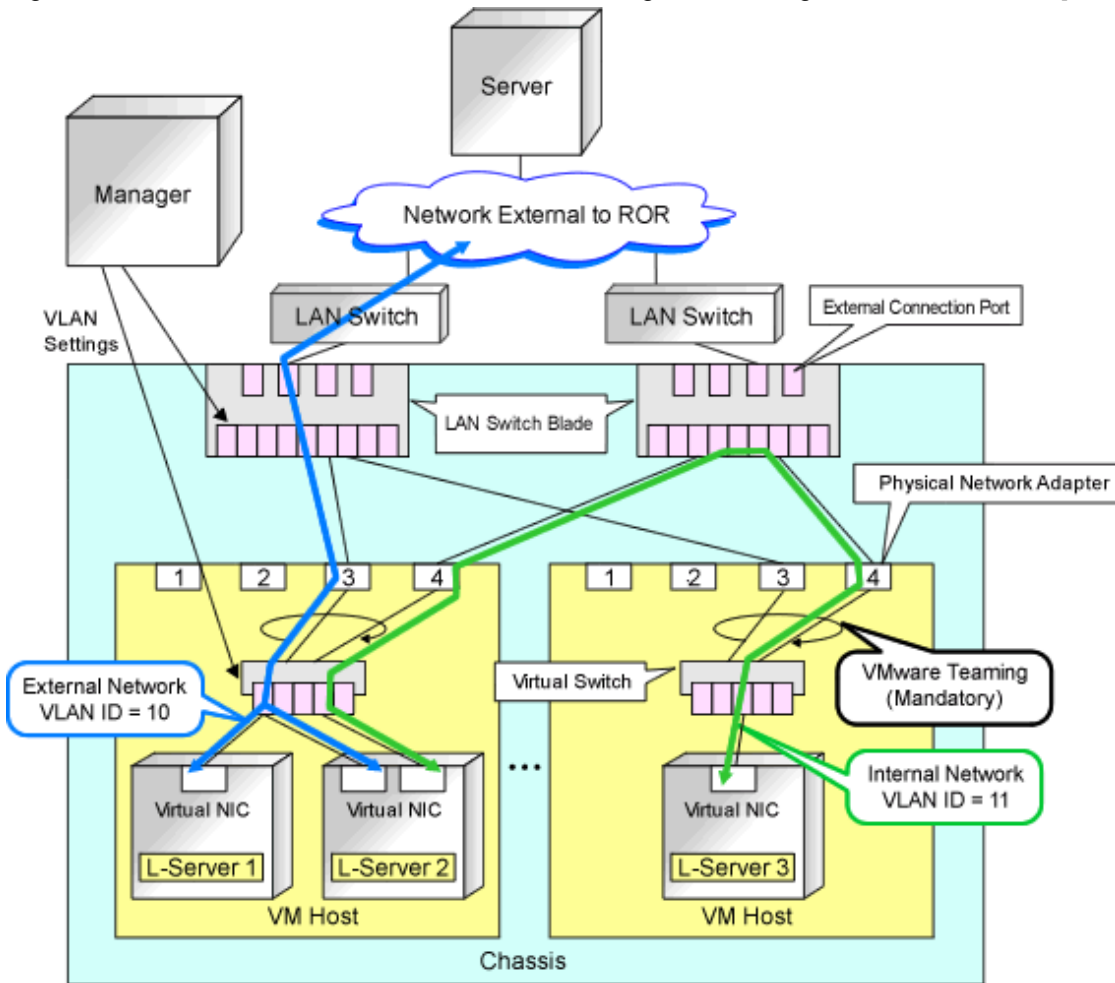 Server
Manager
Network External to ROR
LAN Switch
LAN Switch
External Connection Port
VLAN
Settings
LAN Switch Blade
Physical Network Adapter
1
2
3
4
1
2
3
4
External Network
VLAN ID = 10
Virtual Switch
VMware Teaming
(Mandatory)
Internal Network
VLAN ID = 11
Virtual NIC
Virtual NIC
...
Virtual NIC
L-Server 1
L-Server 2
L-Server 3
VM Host
VM Host
Chassis